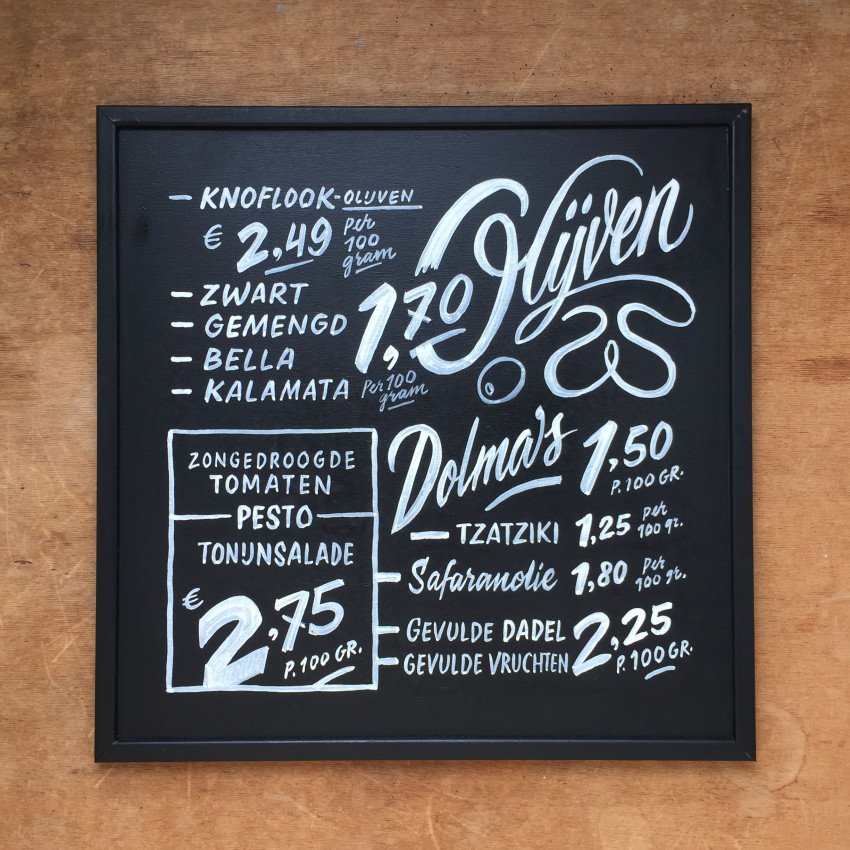 - KNOFLOOK-OLIJVEN
€ 2,49 per 100 gram
Olijven
- ZWART
- GEMENGD
- BELLA
- KALAMATA
1,70
Per 100 gram
ZONGEDROOGDE
TOMATEN
PESTO
TONIJNSALADE
€ 2,75
P. 100 GR.
Dolma's 1,50
P. 100 GR.
- TZATZIKI 1,25 per 100 gr.
- Safaranolie 1,80 per 100 gr.
- GEVULDE DADEL
- GEVULDE VRUCHTEN
2,25
P. 100 GR.